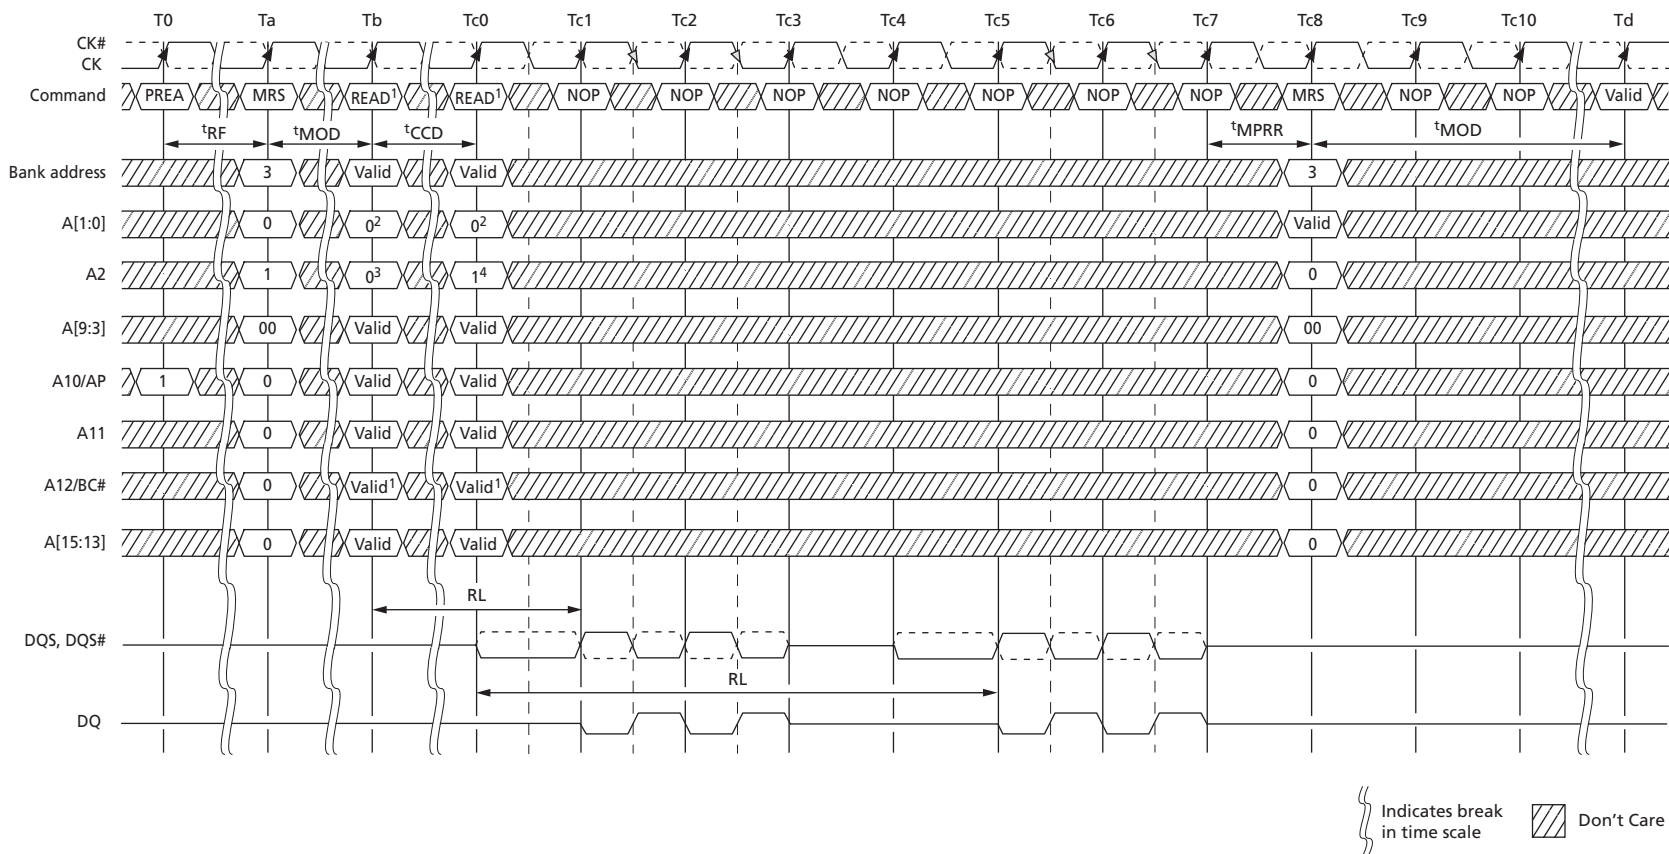 T0 Ta Tb Tc0 Tc1 Tc2 Tc3 Tc4 Tc5 Tc6 Tc7 Tc8 Tc9 Tc10 Td
CK#
CK
Command PREA MRS READ¹ READ¹ NOP NOP NOP NOP NOP NOP NOP MRS NOP NOP Valid
tRF tMOD tCCD tMPRR tMOD
Bank address 3 Valid Valid 3
A[1:0] 0 0² 0² Valid
A2 1 0³ 1⁴ 0
A[9:3] 00 Valid Valid 00
A10/AP 1 0 Valid Valid 0
A11 0 Valid Valid 0
A12/BC# 0 Valid¹ Valid¹ 0
A[15:13] 0 Valid Valid 0
RL
DQS, DQS#
RL
DQ
Indicates break
in time scale
Don't Care